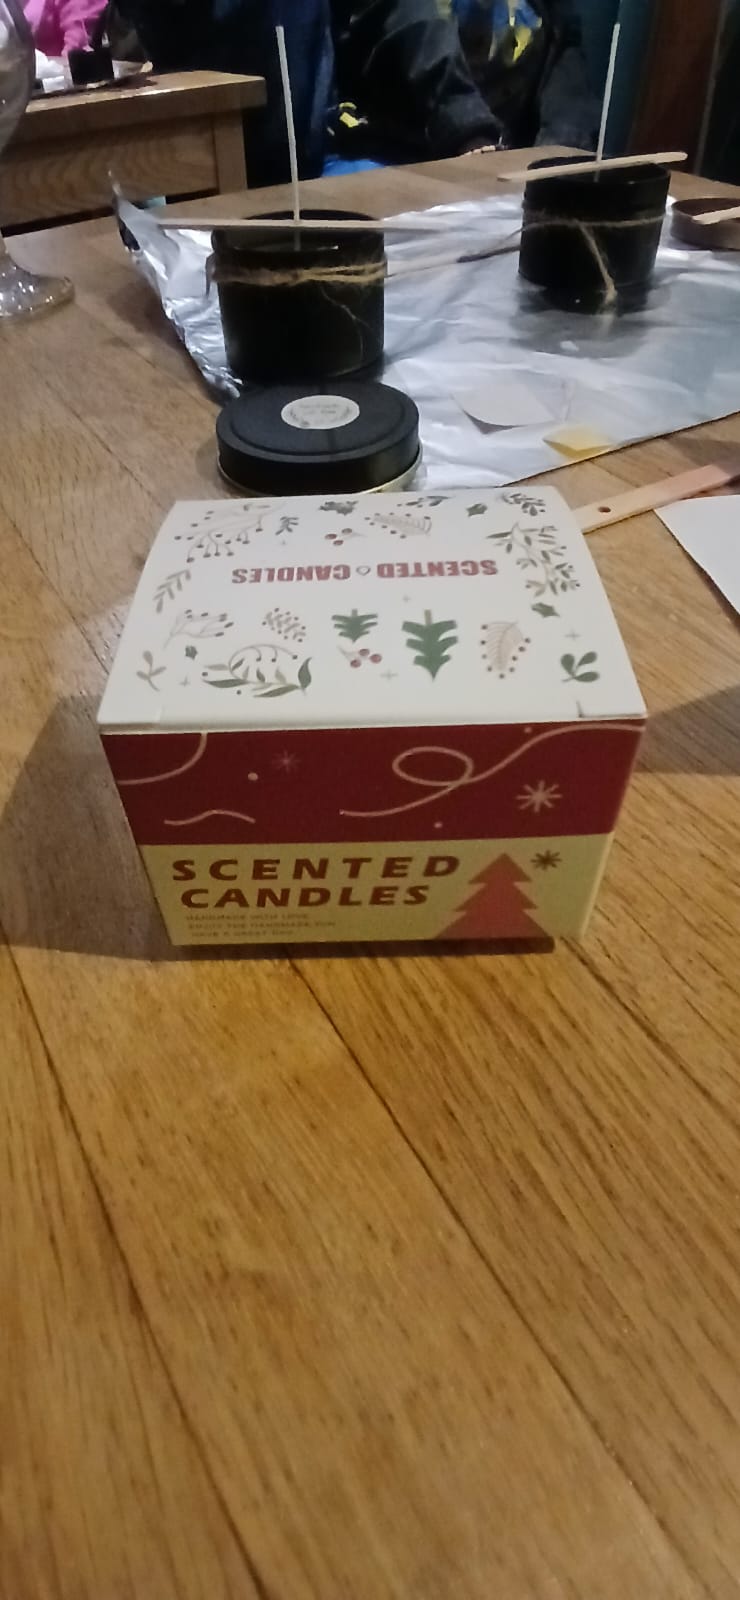 SCENTED CANDLES
SCENTED
CANDLES
HANDMADE WITH LOVE
ENJOY THE HANDMADE FUN
HAVE A GREAT DAY